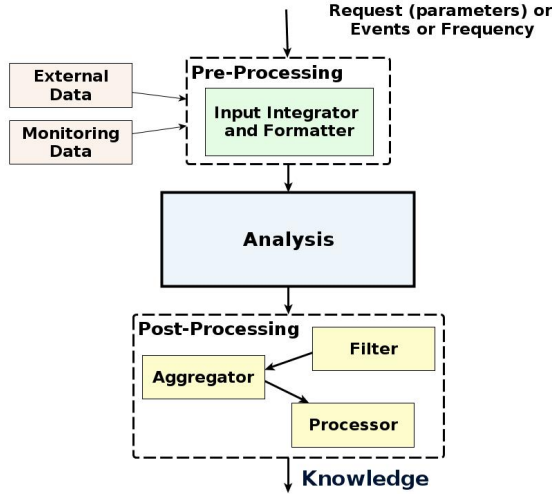 Request (parameters) or
Events or Frequency
Pre-Processing
External
Data
Input Integrator
and Formatter
Monitoring
Data
Analysis
Post-Processing
Filter
Aggregator
Processor
Knowledge